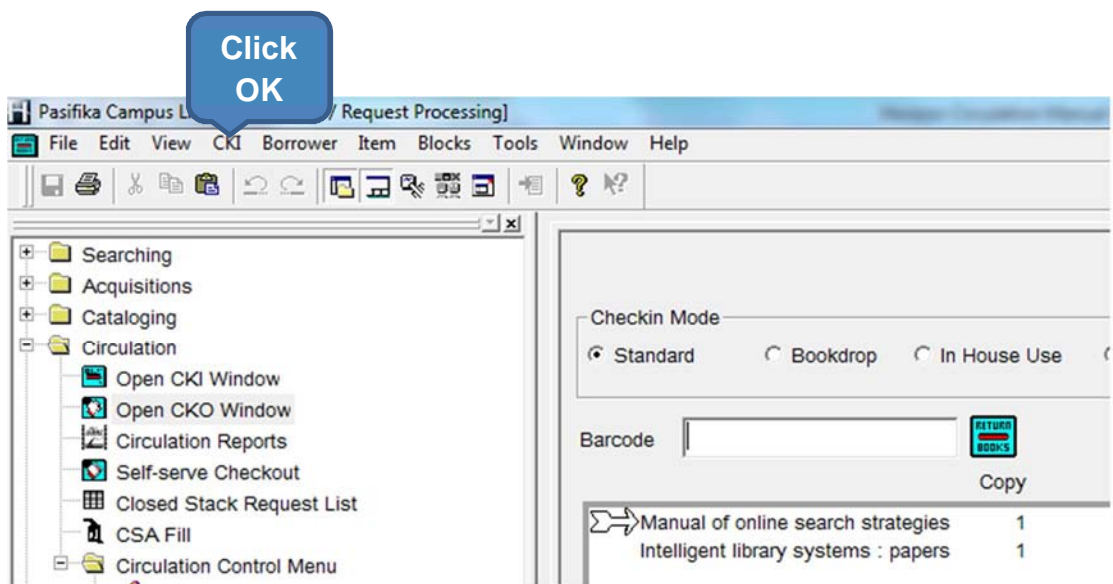 Click
OK
Pasifika Campus L / Request Processing]
File Edit View CKI Borrower Item Blocks Tools Window Help
Searching
Acquisitions
Cataloging
Circulation
Open CKI Window
Open CKO Window
Circulation Reports
Self-serve Checkout
Closed Stack Request List
CSA Fill
Circulation Control Menu
Checkin Mode
Standard Bookdrop In House Use
Barcode
RETURN
BOOKS
Copy
Manual of online search strategies 1
Intelligent library systems : papers 1